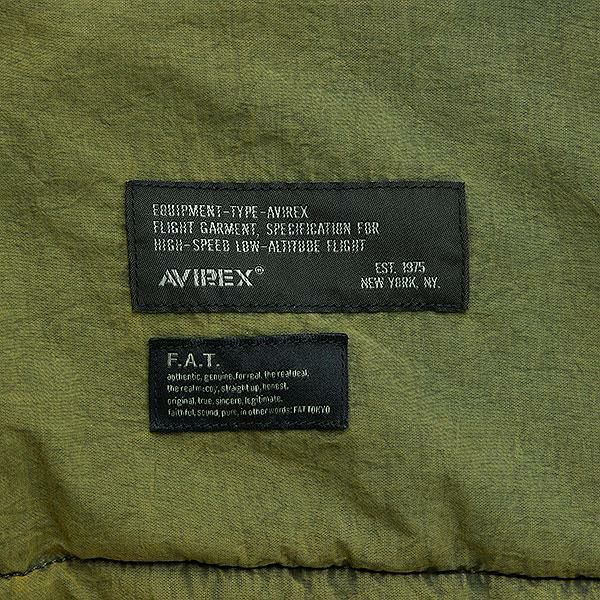 EQUIPMENT-TYPE-AVIREX
FLIGHT GARMENT, SPECIFICATION FOR
HIGH-SPEED LOW-ALTITUDE FLIGHT
AVIREX®
EST. 1975
NEW YORK, NY.
F.A.T.
authentic, genuine, for real, the real deal,
the real mccoy, straight up, honest,
original, true, sincere, legitimate,
faithful, sound, pure, in other words: FAT TOKYO